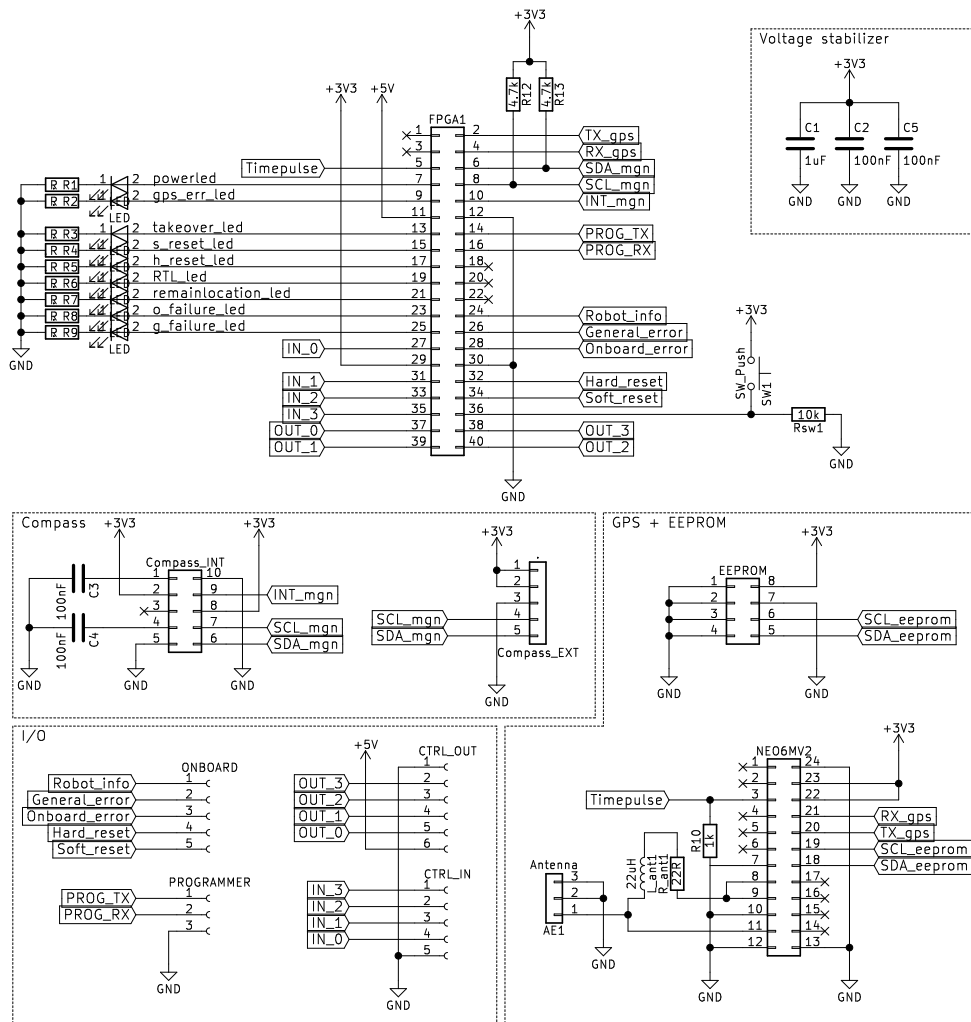 +3V3
Voltage stabilizer
+3V3
4.7k
R12
4.7k
R13
+3V3
+5V
FPGA1
C1
C2
C5
1uF
100nF
100nF
GND
GND
GND
1 2 TX_gps
3 4 RX_gps
Timepulse 5 6 SDA_mgn
R R1 1 2 powerled 7 8 SCL_mgn
R R2 1 2 gps_err_led 9 10 INT_mgn
LED
11 12
R R3 1 2 takeover_led 13 14 PROG_TX
R R4 1 2 s_reset_led 15 16 PROG_RX
R R5 1 2 h_reset_led 17 18
R R6 1 2 RTL_led 19 20
R R7 1 2 remainlocation_led 21 22
R R8 1 2 o_failure_led 23 24 Robot_info
R R9 1 2 g_failure_led 25 26 General_error
LED
GND
IN_0 27 28 Onboard_error
29 30
IN_1 31 32 Hard_reset
IN_2 33 34 Soft_reset
IN_3 35 36
OUT_0 37 38 OUT_3
OUT_1 39 40 OUT_2
GND
+3V3
SW_Push
SW1
10k
Rsw1
GND
Compass
+3V3
+3V3
Compass_INT
1 10
2 9 INT_mgn
3 8
4 7 SCL_mgn
5 6 SDA_mgn
100nF
C3
100nF
C4
GND
GND
GND
+3V3
1
2
3
SCL_mgn 4
SDA_mgn 5
Compass_EXT
GND
GPS + EEPROM
+3V3
EEPROM
1 8
2 7
3 6 SCL_eeprom
4 5 SDA_eeprom
GND
GND
I/O
ONBOARD
Robot_info 1
General_error 2
Onboard_error 3
Hard_reset 4
Soft_reset 5
PROGRAMMER
PROG_TX 1
PROG_RX 2
3
GND
+5V
CTRL_OUT
1
OUT_3 2
OUT_2 3
OUT_1 4
OUT_0 5
6
CTRL_IN
IN_3 1
IN_2 2
IN_1 3
IN_0 4
5
GND
+3V3
NEO6MV2
1 24
2 23
Timepulse 3 22
4 21 RX_gps
5 20 TX_gps
6 19 SCL_eeprom
7 18 SDA_eeprom
8 17
9 16
10 15
11 14
12 13
R10
1k
22uH
L_ant1
R_ant1
22R
Antenna
3
2
1
AE1
GND
GND
GND